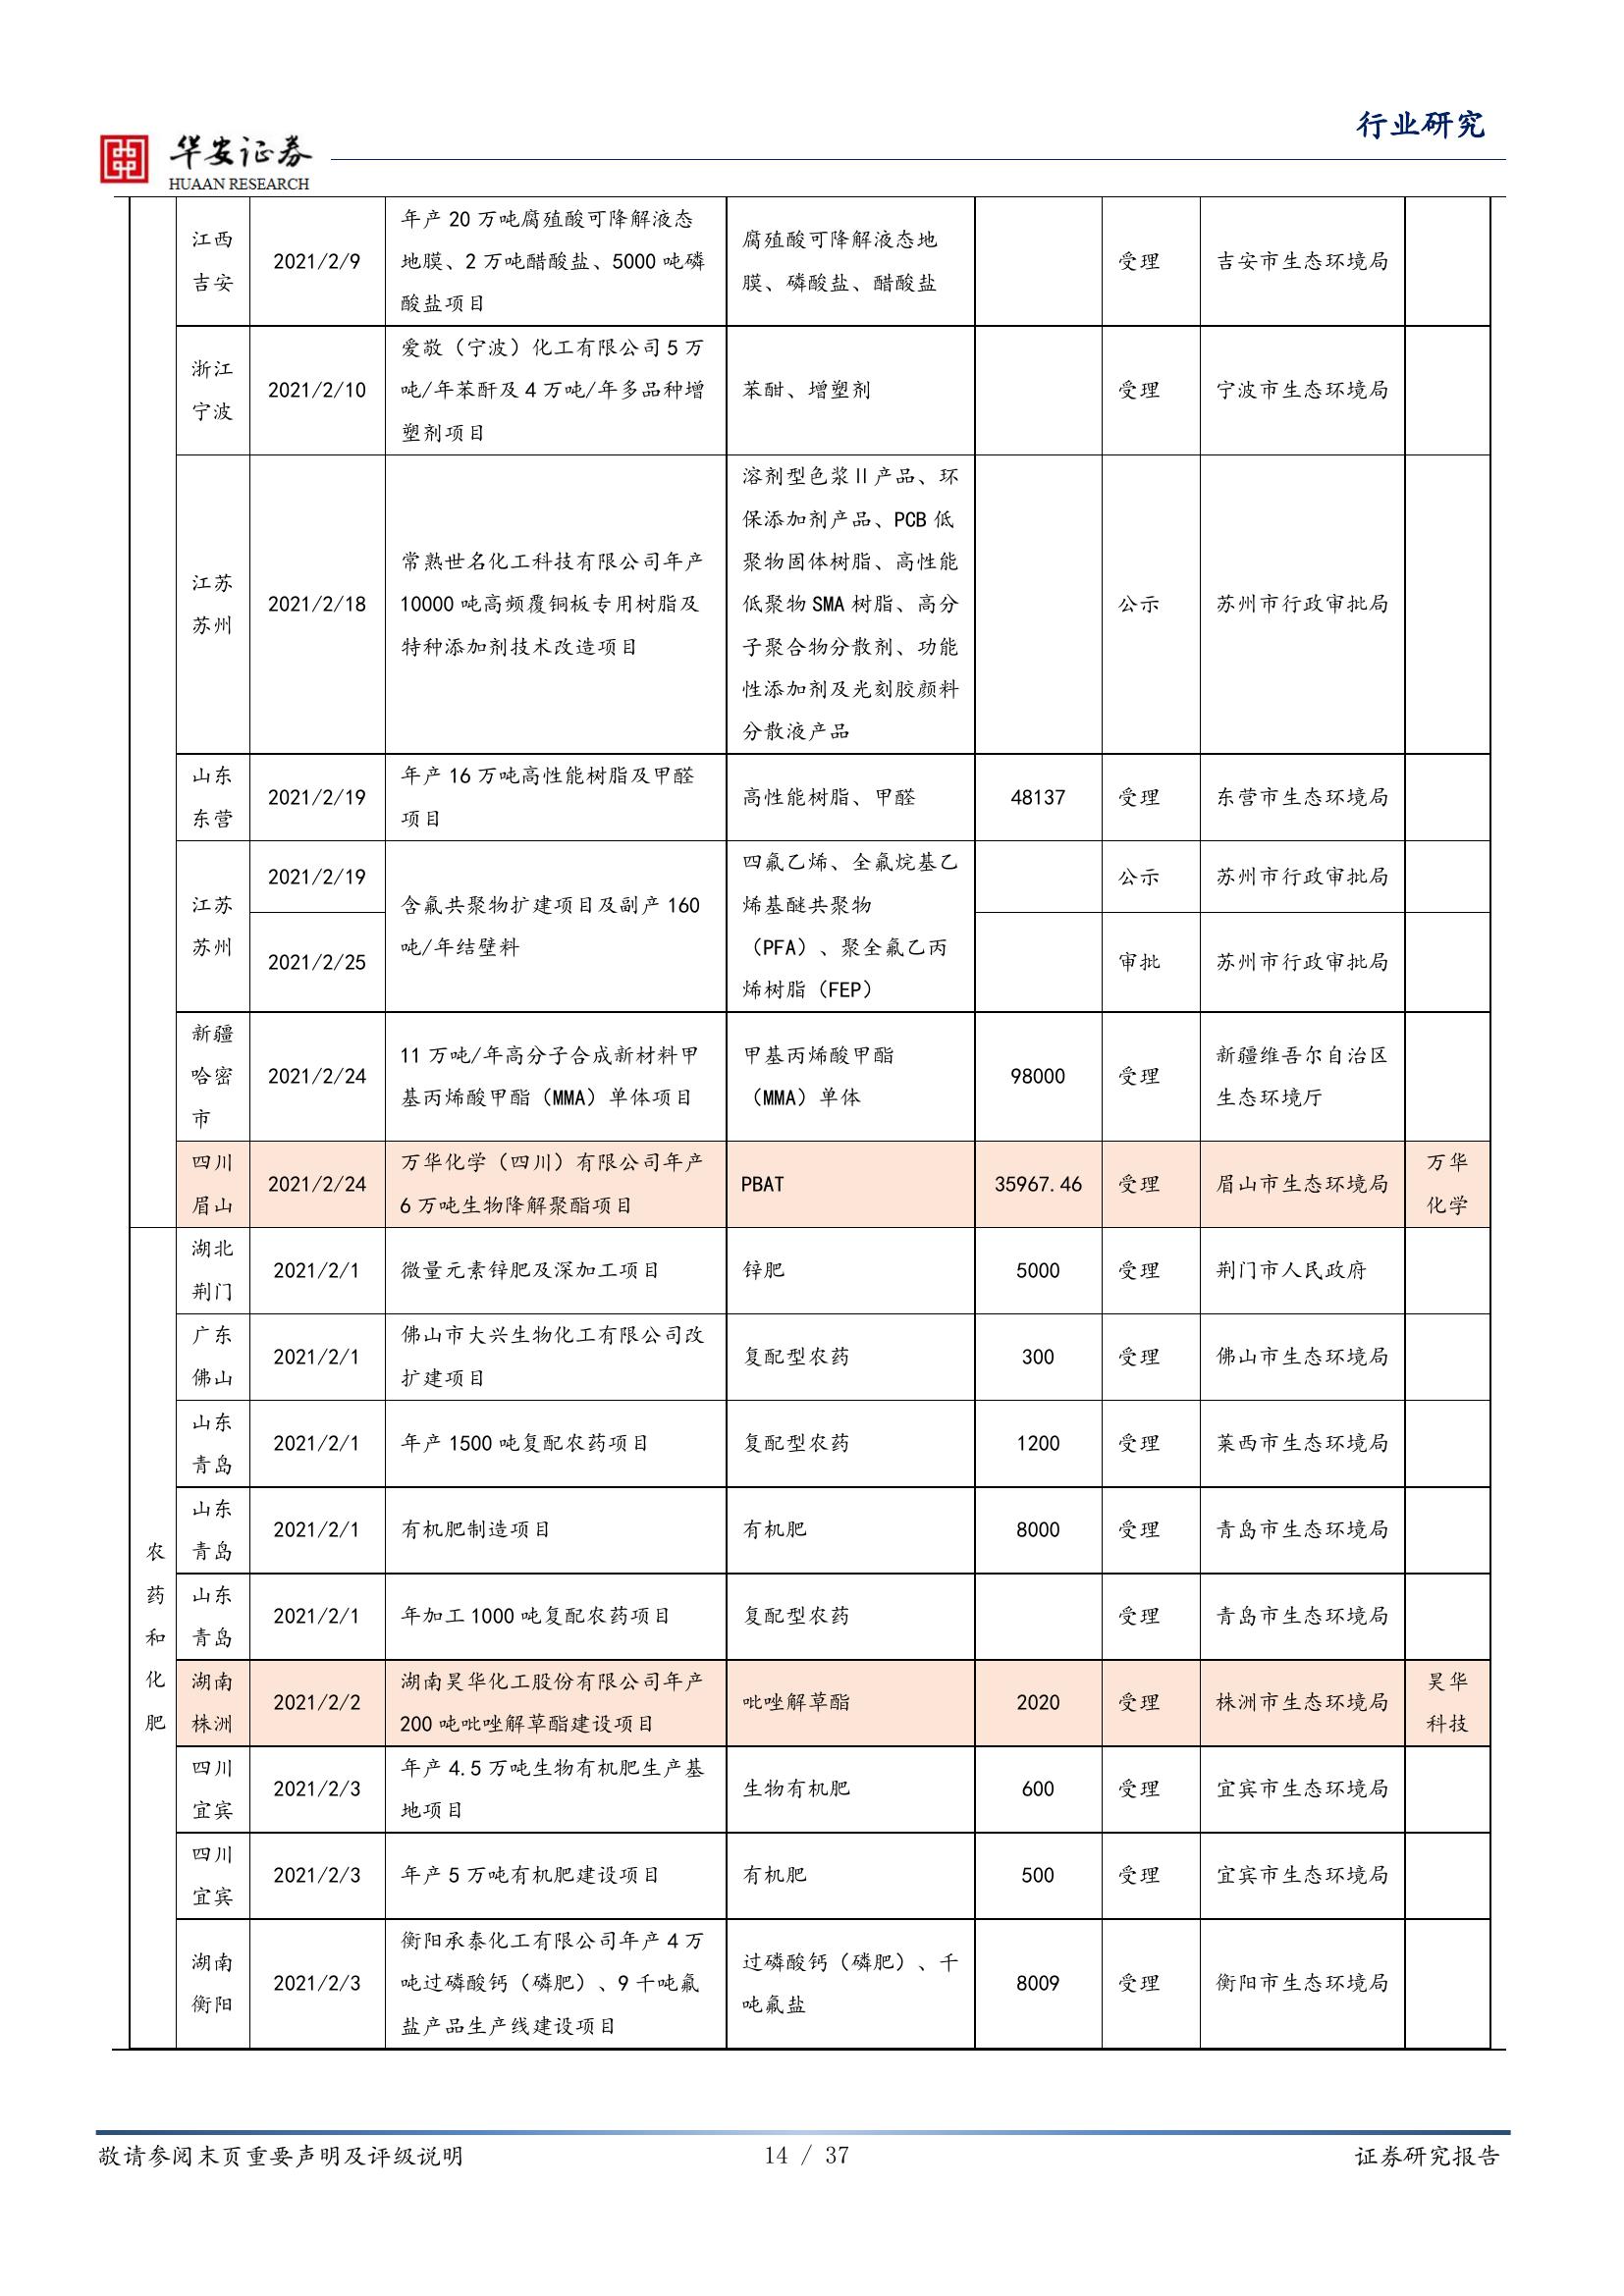 行业研究
华安证券
HUAAN RESEARCH
江西
吉安
2021/2/9
年产 20 万吨腐殖酸可降解液态
地膜、2 万吨醋酸盐、5000 吨磷
酸盐项目
腐殖酸可降解液态地
膜、磷酸盐、醋酸盐
受理
吉安市生态环境局
浙江
宁波
2021/2/10
爱敬（宁波）化工有限公司 5 万
吨/年苯酐及 4 万吨/年多品种增
塑剂项目
苯酣、增塑剂
受理
宁波市生态环境局
江苏
苏州
2021/2/18
常熟世名化工科技有限公司年产
10000 吨高频覆铜板专用树脂及
特种添加剂技术改造项目
溶剂型色浆Ⅱ产品、环
保添加剂产品、PCB 低
聚物固体树脂、高性能
低聚物 SMA 树脂、高分
子聚合物分散剂、功能
性添加剂及光刻胶颜料
分散液产品
公示
苏州市行政审批局
山东
东营
2021/2/19
年产 16 万吨高性能树脂及甲醛
项目
高性能树脂、甲醛
48137
受理
东营市生态环境局
江苏
苏州
2021/2/19
2021/2/25
含氟共聚物扩建项目及副产 160
吨/年结壁料
四氟乙烯、全氟烷基乙
烯基醚共聚物
（PFA）、聚全氟乙丙
烯树脂（FEP）
公示
苏州市行政审批局
审批
苏州市行政审批局
新疆
哈密
市
2021/2/24
11 万吨/年高分子合成新材料甲
基丙烯酸甲酯（MMA）单体项目
甲基丙烯酸甲酯
（MMA）单体
98000
受理
新疆维吾尔自治区
生态环境厅
四川
眉山
2021/2/24
万华化学（四川）有限公司年产
6 万吨生物降解聚酯项目
PBAT
35967.46
受理
眉山市生态环境局
万华
化学
农
药
和
化
肥
湖北
荆门
2021/2/1
微量元素锌肥及深加工项目
锌肥
5000
受理
荆门市人民政府
广东
佛山
2021/2/1
佛山市大兴生物化工有限公司改
扩建项目
复配型农药
300
受理
佛山市生态环境局
山东
青岛
2021/2/1
年产 1500 吨复配农药项目
复配型农药
1200
受理
莱西市生态环境局
山东
青岛
2021/2/1
有机肥制造项目
有机肥
8000
受理
青岛市生态环境局
山东
青岛
2021/2/1
年加工 1000 吨复配农药项目
复配型农药
受理
青岛市生态环境局
湖南
株洲
2021/2/2
湖南昊华化工股份有限公司年产
200 吨吡唑解草酯建设项目
吡唑解草酯
2020
受理
株洲市生态环境局
昊华
科技
四川
宜宾
2021/2/3
年产 4.5 万吨生物有机肥生产基
地项目
生物有机肥
600
受理
宜宾市生态环境局
四川
宜宾
2021/2/3
年产 5 万吨有机肥建设项目
有机肥
500
受理
宜宾市生态环境局
湖南
衡阳
2021/2/3
衡阳承泰化工有限公司年产 4 万
吨过磷酸钙（磷肥）、9 千吨氟
盐产品生产线建设项目
过磷酸钙（磷肥）、千
吨氟盐
8009
受理
衡阳市生态环境局
敬请参阅末页重要声明及评级说明
14 / 37
证券研究报告